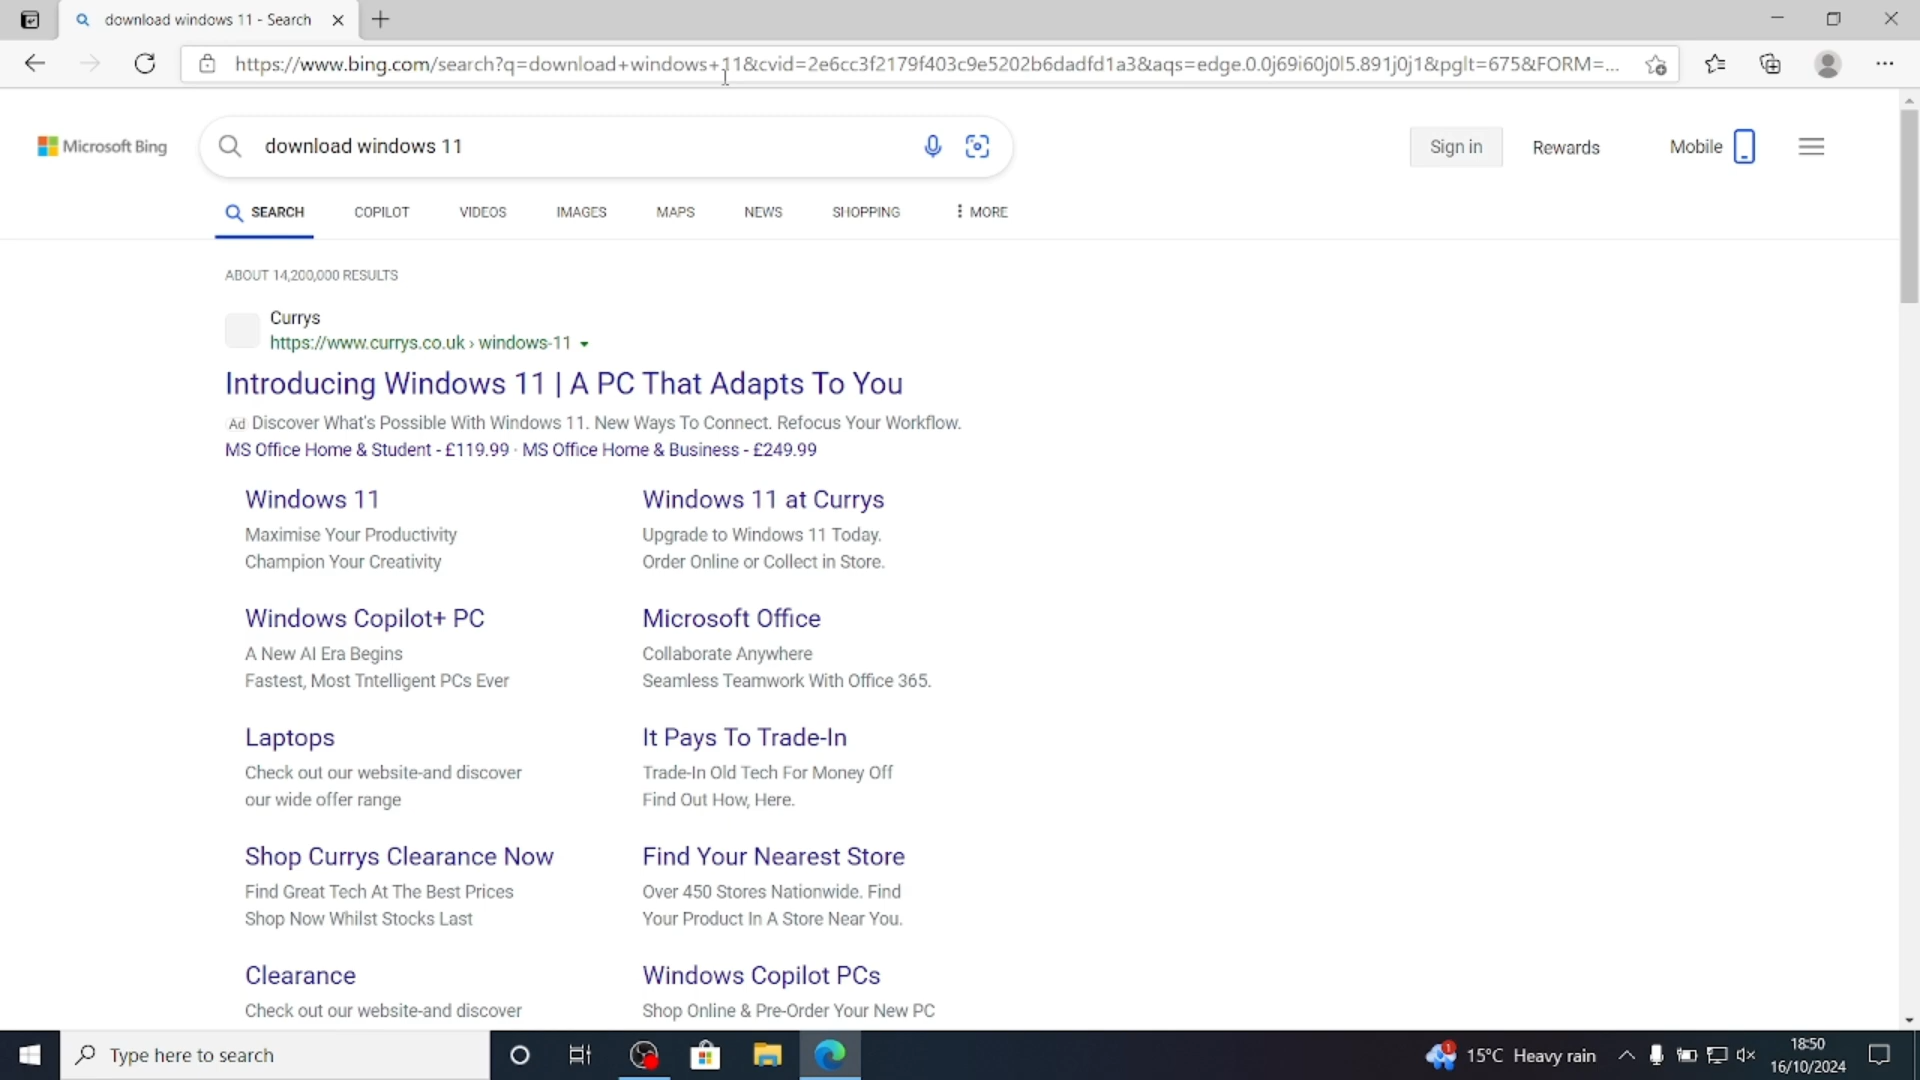 download windows 11 - Search
https://www.bing.com/search?q=download+windows+11&cvid=2e6cc3f2179f403c9e5202b6dadfd1a3&aqs=edge.0.0j69i60j0l5.891j0j1&pglt=675&FORM=...
Microsoft Bing
download windows 11
Sign in
Rewards
Mobile
SEARCH
COPILOT
VIDEOS
IMAGES
MAPS
NEWS
SHOPPING
MORE
ABOUT 14,200,000 RESULTS
Currys
https://www.currys.co.uk › windows-11
Introducing Windows 11 | A PC That Adapts To You
Ad Discover What's Possible With Windows 11. New Ways To Connect. Refocus Your Workflow.
MS Office Home & Student - £119.99 · MS Office Home & Business - £249.99
Windows 11
Maximise Your Productivity
Champion Your Creativity
Windows 11 at Currys
Upgrade to Windows 11 Today.
Order Online or Collect in Store.
Windows Copilot+ PC
A New AI Era Begins
Fastest, Most Tntelligent PCs Ever
Microsoft Office
Collaborate Anywhere
Seamless Teamwork With Office 365.
Laptops
Check out our website-and discover
our wide offer range
It Pays To Trade-In
Trade-In Old Tech For Money Off
Find Out How, Here.
Shop Currys Clearance Now
Find Great Tech At The Best Prices
Shop Now Whilst Stocks Last
Find Your Nearest Store
Over 450 Stores Nationwide. Find
Your Product In A Store Near You.
Clearance
Check out our website-and discover
Windows Copilot PCs
Shop Online & Pre-Order Your New PC
Type here to search
1
15°C Heavy rain
18:50
16/10/2024